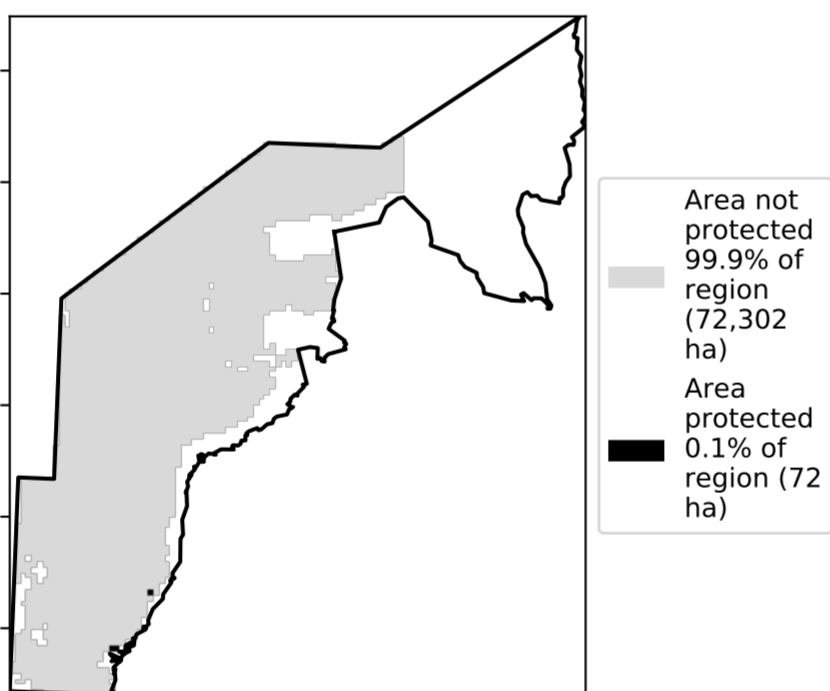 Area not
protected
99.9% of
region
(72,302
ha)
Area
protected
0.1% of
region (72
ha)